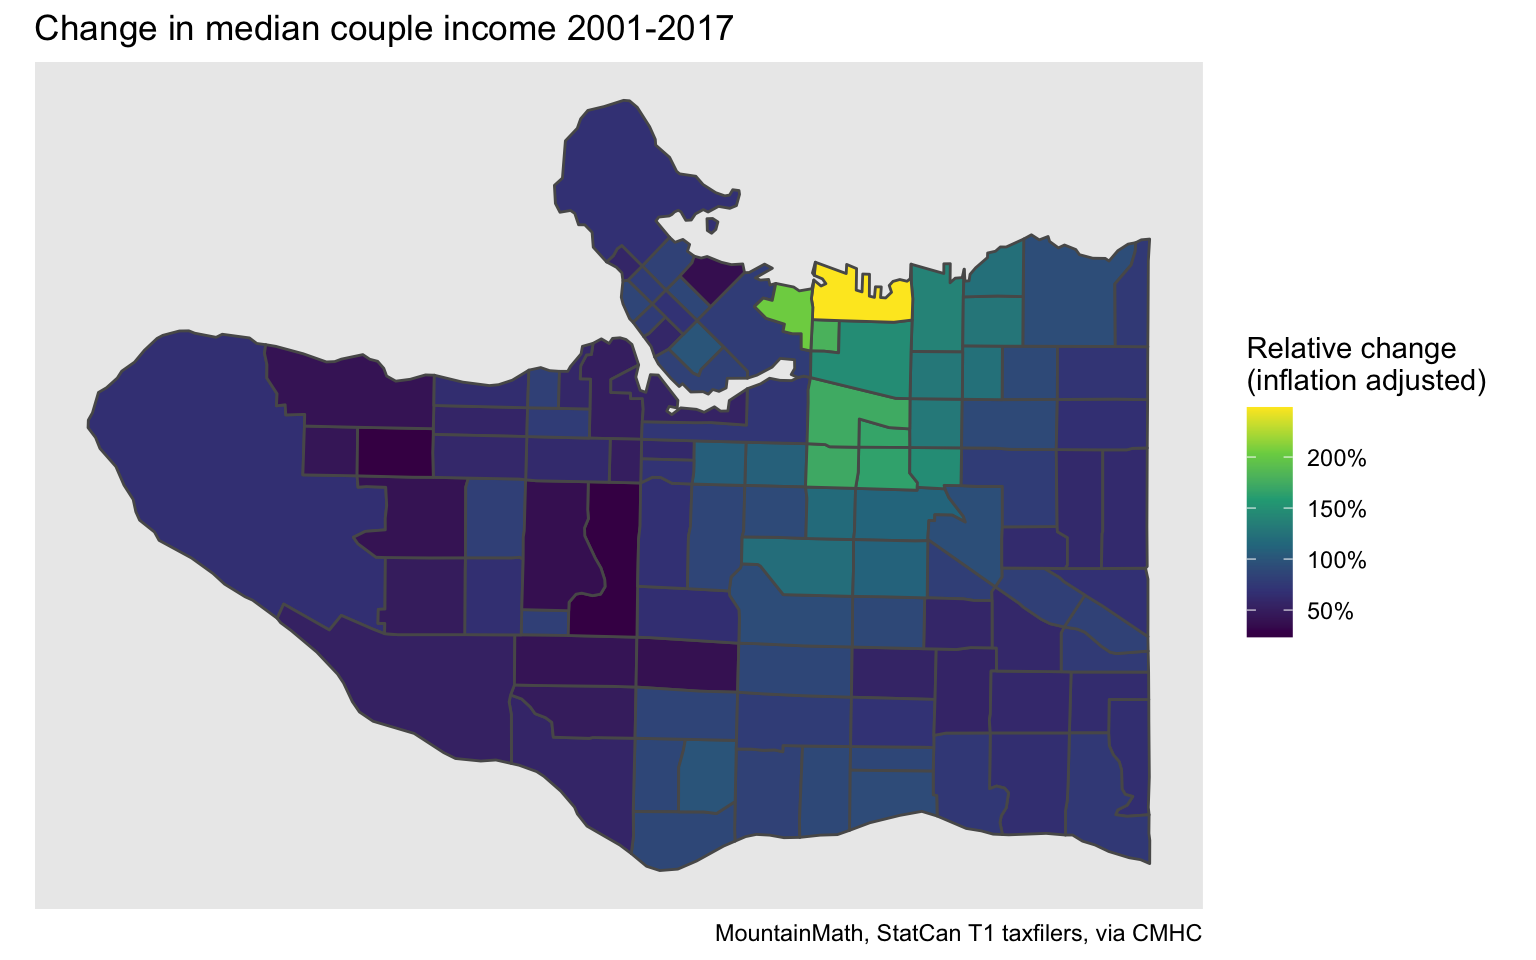 Change in median couple income 2001-2017
Relative change
(inflation adjusted)
200%
150%
100%
50%
MountainMath, StatCan T1 taxfilers, via CMHC